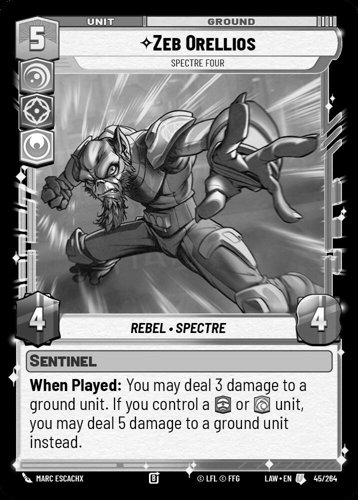 UNIT
GROUND
5
✧Zeb Orellios
SPECTRE FOUR
4
4
REBEL • SPECTRE
SENTINEL
When Played: You may deal 3 damage to a
ground unit. If you control a or unit,
you may deal 5 damage to a ground unit
instead.
MARC ESCACHX
© LFL © FFG
LAW • EN
45/264